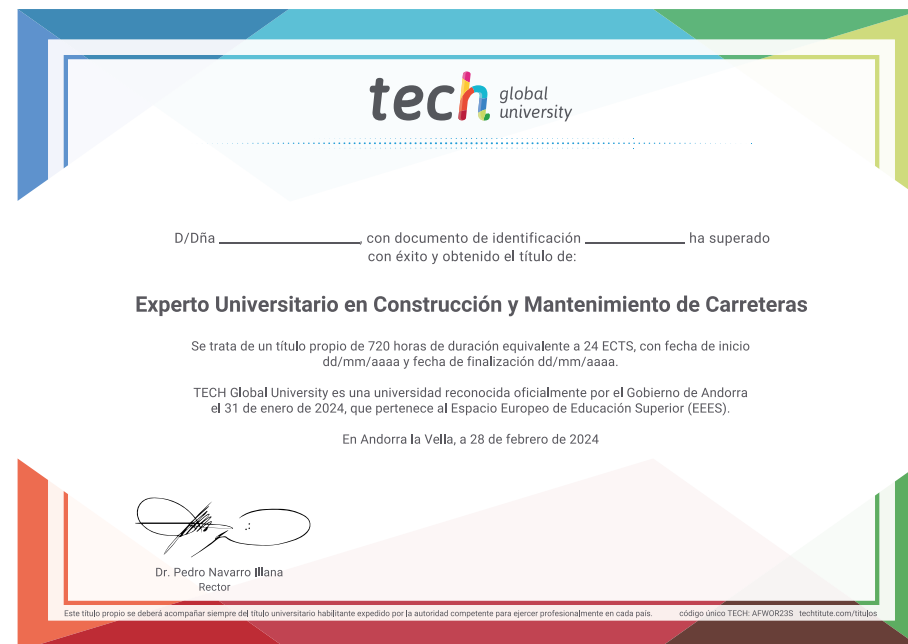 tech global
university
D/Dña ______________________, con documento de identificación _______________ ha superado
con éxito y obtenido el título de:
Experto Universitario en Construcción y Mantenimiento de Carreteras
Se trata de un título propio de 720 horas de duración equivalente a 24 ECTS, con fecha de inicio
dd/mm/aaaa y fecha de finalización dd/mm/aaaa.
TECH Global University es una universidad reconocida oficialmente por el Gobierno de Andorra
el 31 de enero de 2024, que pertenece al Espacio Europeo de Educación Superior (EEES).
En Andorra la Vella, a 28 de febrero de 2024
Dr. Pedro Navarro Illana
Rector
Este título propio se deberá acompañar siempre del título universitario habilitante expedido por la autoridad competente para ejercer profesionalmente en cada país. código único TECH: AFWOR23S techtitute.com/titulos